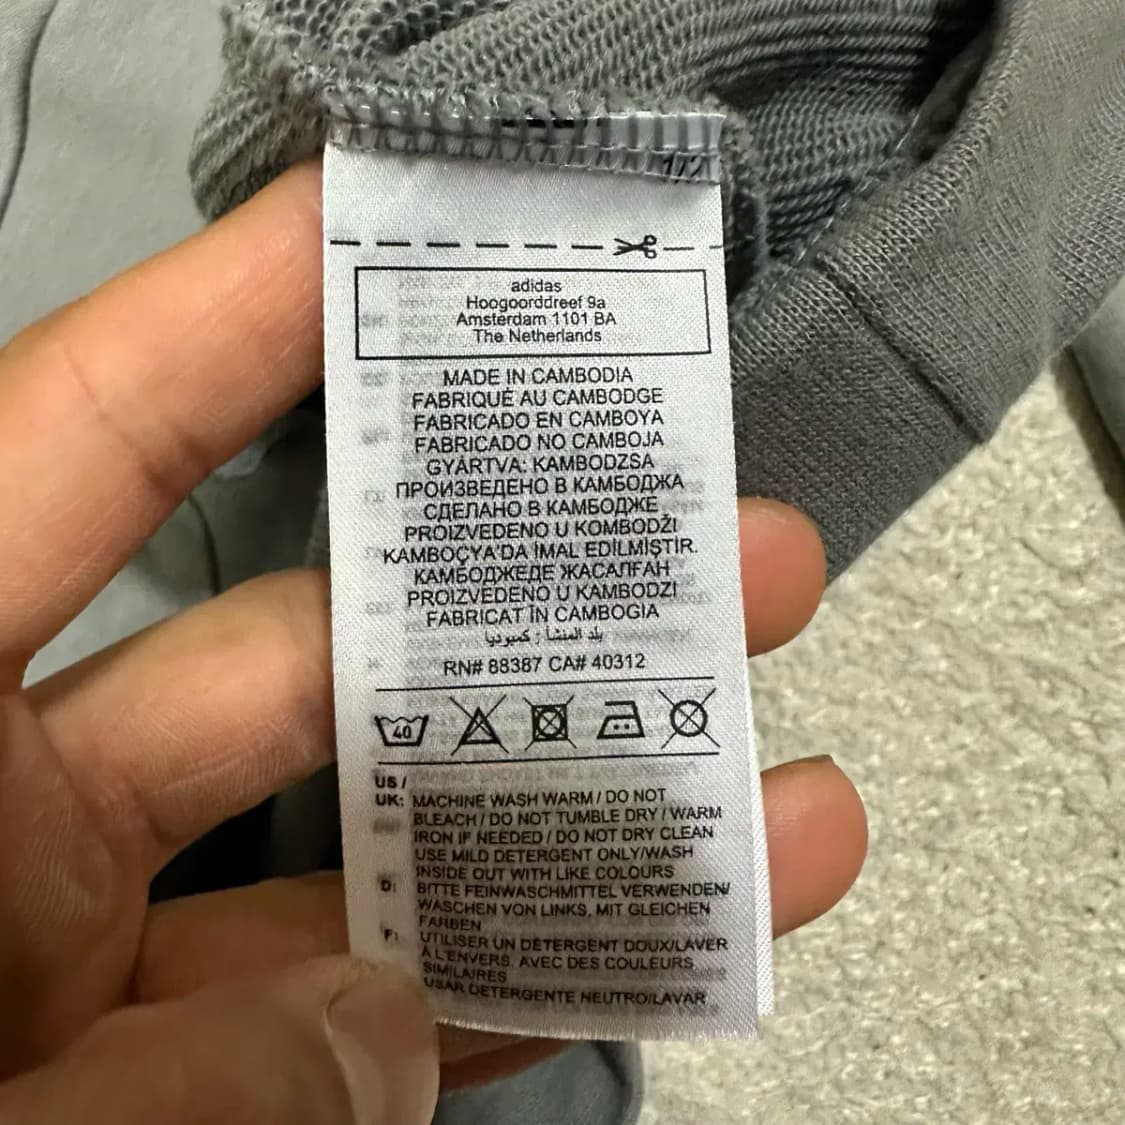 1/2
adidas
Hoogoorddreef 9a
Amsterdam 1101 BA
The Netherlands
MADE IN CAMBODIA
FABRIQUÉ AU CAMBODGE
FABRICADO EN CAMBOYA
FABRICADO NO CAMBOJA
GYÁRTVA: KAMBODZSA
ПРОИЗВЕДЕНО В КАМБОДЖА
СДЕЛАНО В КАМБОДЖЕ
PROIZVEDENO U KOMBODŽI
KAMBOÇYA'DA İMAL EDİLMİŞTİR.
КАМБОДЖЕДЕ ЖАСАЛҒАН
PROIZVEDENO U KAMBODZI
FABRICAT ÎN CAMBOGIA
بلد المنشأ : كمبوديا
RN# 88387 CA# 40312
40
US /
UK: MACHINE WASH WARM / DO NOT
BLEACH / DO NOT TUMBLE DRY / WARM
IRON IF NEEDED / DO NOT DRY CLEAN
USE MILD DETERGENT ONLY/WASH
INSIDE OUT WITH LIKE COLOURS
D: BITTE FEINWASCHMITTEL VERWENDEN/
WASCHEN VON LINKS, MIT GLEICHEN
FARBEN
F: UTILISER UN DÉTERGENT DOUX/LAVER
À L'ENVERS, AVEC DES COULEURS
SIMILAIRES
USAR DETERGENTE NEUTRO/LAVAR